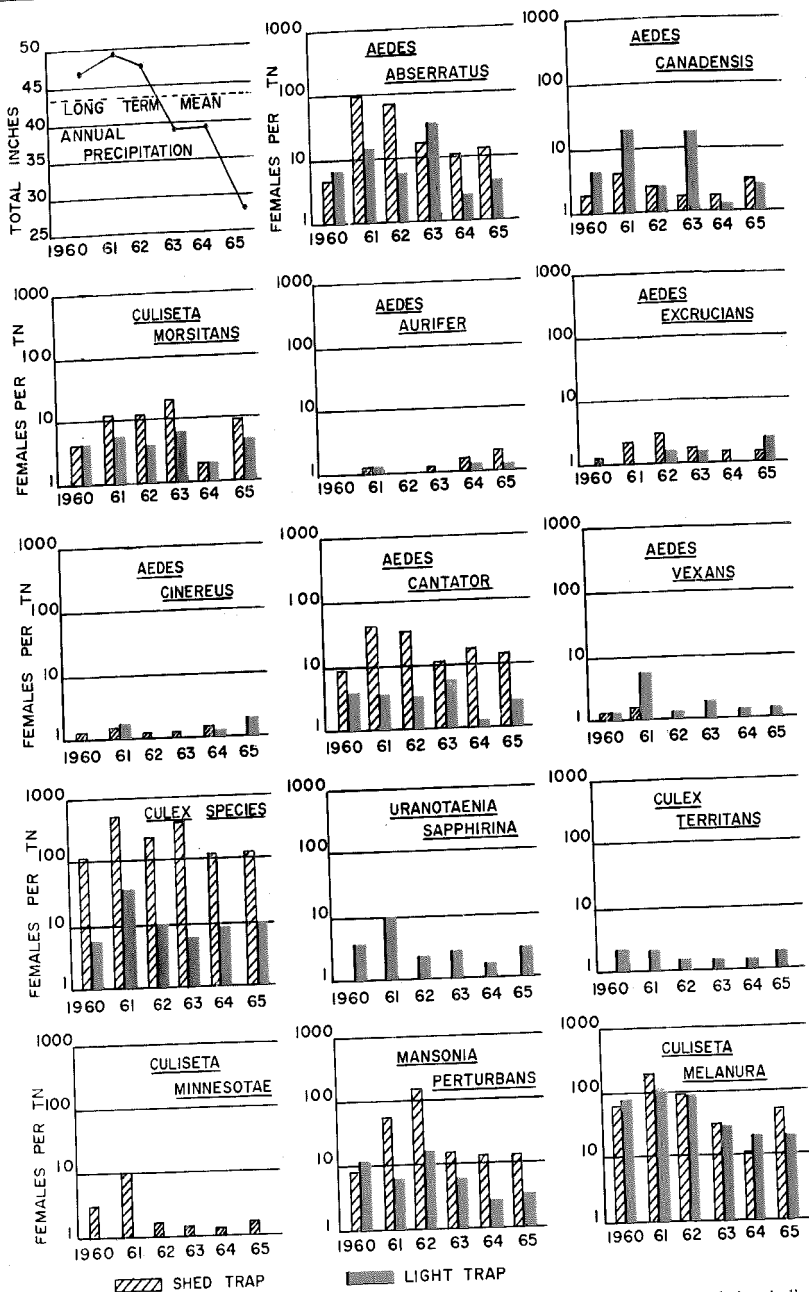 50
45
40
35
30
25
TOTAL INCHES
LONG TERM MEAN
ANNUAL
PRECIPITATION
1960 61 62 63 64 65
1000
100
10
1
FEMALES PER TN
AEDES
ABSERRATUS
1960 61 62 63 64 65
1000
100
10
1
AEDES
CANADENSIS
1960 61 62 63 64 65
1000
100
10
1
FEMALES PER TN
CULISETA
MORSITANS
1960 61 62 63 64 65
1000
100
10
1
AEDES
AURIFER
1960 61 62 63 64 65
1000
100
10
1
AEDES
EXCRUCIANS
1960 61 62 63 64 65
1000
100
10
1
FEMALES PER TN
AEDES
CINEREUS
1960 61 62 63 64 65
1000
100
10
1
AEDES
CANTATOR
1960 61 62 63 64 65
1000
100
10
1
AEDES
VEXANS
1960 61 62 63 64 65
1000
100
10
1
FEMALES PER TN
CULEX SPECIES
1960 61 62 63 64 65
1000
100
10
1
URANOTAENIA
SAPPHIRINA
1960 61 62 63 64 65
1000
100
10
1
CULEX
TERRITANS
1960 61 62 63 64 65
1000
100
10
1
FEMALES PER TN
CULISETA
MINNESOTAE
1960 61 62 63 64 65
1000
100
10
1
MANSONIA
PERTURBANS
1960 61 62 63 64 65
1000
100
10
1
CULISETA
MELANURA
1960 61 62 63 64 65
SHED TRAP
LIGHT TRAP